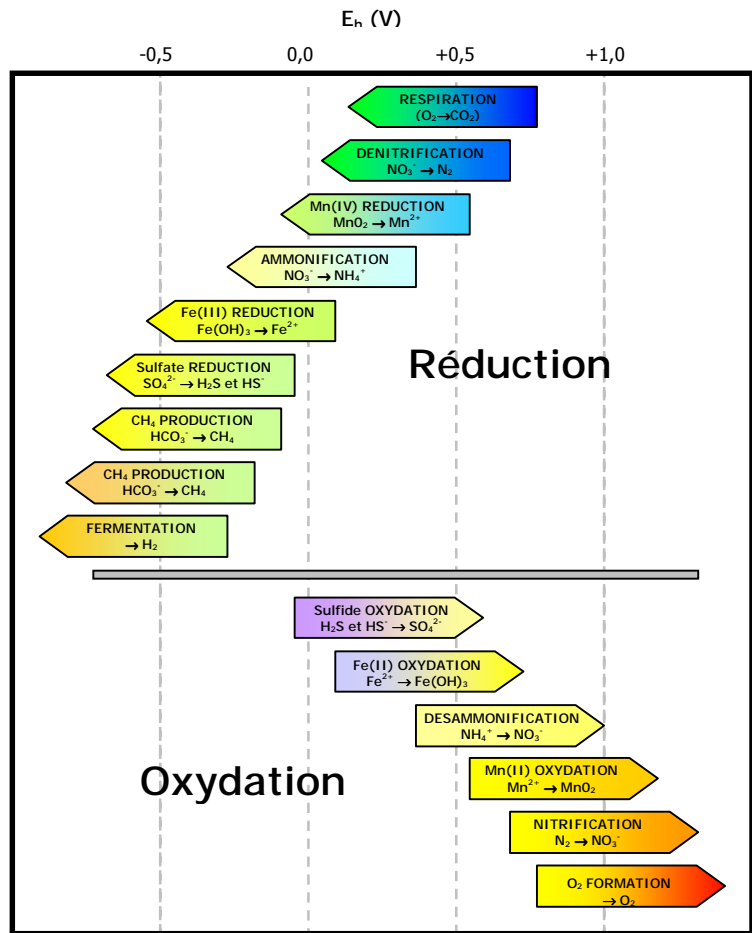 E_h (V)
-0,5 0,0 +0,5 +1,0
RESPIRATION
(O₂→CO₂)
DENITRIFICATION
NO₃⁻ → N₂
Mn(IV) REDUCTION
Mn0₂ → Mn²⁺
AMMONIFICATION
NO₃⁻ → NH₄⁺
Fe(III) REDUCTION
Fe(OH)₃ → Fe²⁺
Sulfate REDUCTION
SO₄²⁻ → H₂S et HS⁻
Réduction
CH₄ PRODUCTION
HCO₃⁻ → CH₄
CH₄ PRODUCTION
HCO₃⁻ → CH₄
FERMENTATION
→ H₂
Sulfide OXYDATION
H₂S et HS⁻ → SO₄²⁻
Fe(II) OXYDATION
Fe²⁺ → Fe(OH)₃
DESAMMONIFICATION
NH₄⁺ → NO₃⁻
Oxydation
Mn(II) OXYDATION
Mn²⁺ → Mn0₂
NITRIFICATION
N₂ → NO₃⁻
O₂ FORMATION
→ O₂